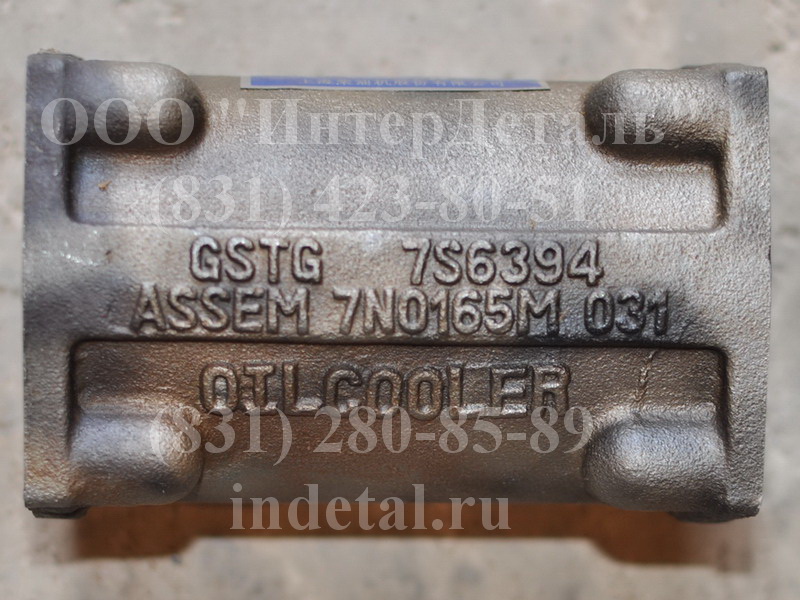 ООО "ИнтерДеталь"
(831) 423-80-51
GSTG 7S6394
ASSEM 7N0165M 031
OILCOOLER
(831) 280-85-89
indetal.ru